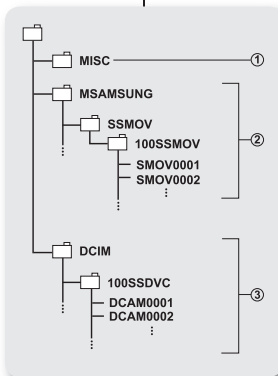 MISC ①
MSAMSUNG
SSMOV
②
100SSMOV
SMOV0001
SMOV0002
DCIM
③
100SSDVC
DCAM0001
DCAM0002